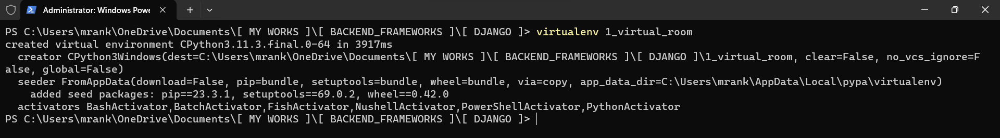 Administrator: Windows Powe
PS C:\Users\mrank\OneDrive\Documents\[ MY WORKS ]\[ BACKEND_FRAMEWORKS ]\[ DJANGO ]> virtualenv 1_virtual_room
created virtual environment CPython3.11.3.final.0-64 in 3917ms
  creator CPython3Windows(dest=C:\Users\mrank\OneDrive\Documents\[ MY WORKS ]\[ BACKEND_FRAMEWORKS ]\[ DJANGO ]\1_virtual_room, clear=False, no_vcs_ignore=F
alse, global=False)
  seeder FromAppData(download=False, pip=bundle, setuptools=bundle, wheel=bundle, via=copy, app_data_dir=C:\Users\mrank\AppData\Local\pypa\virtualenv)
    added seed packages: pip==23.3.1, setuptools==69.0.2, wheel==0.42.0
  activators BashActivator,BatchActivator,FishActivator,NushellActivator,PowerShellActivator,PythonActivator
PS C:\Users\mrank\OneDrive\Documents\[ MY WORKS ]\[ BACKEND_FRAMEWORKS ]\[ DJANGO ]>